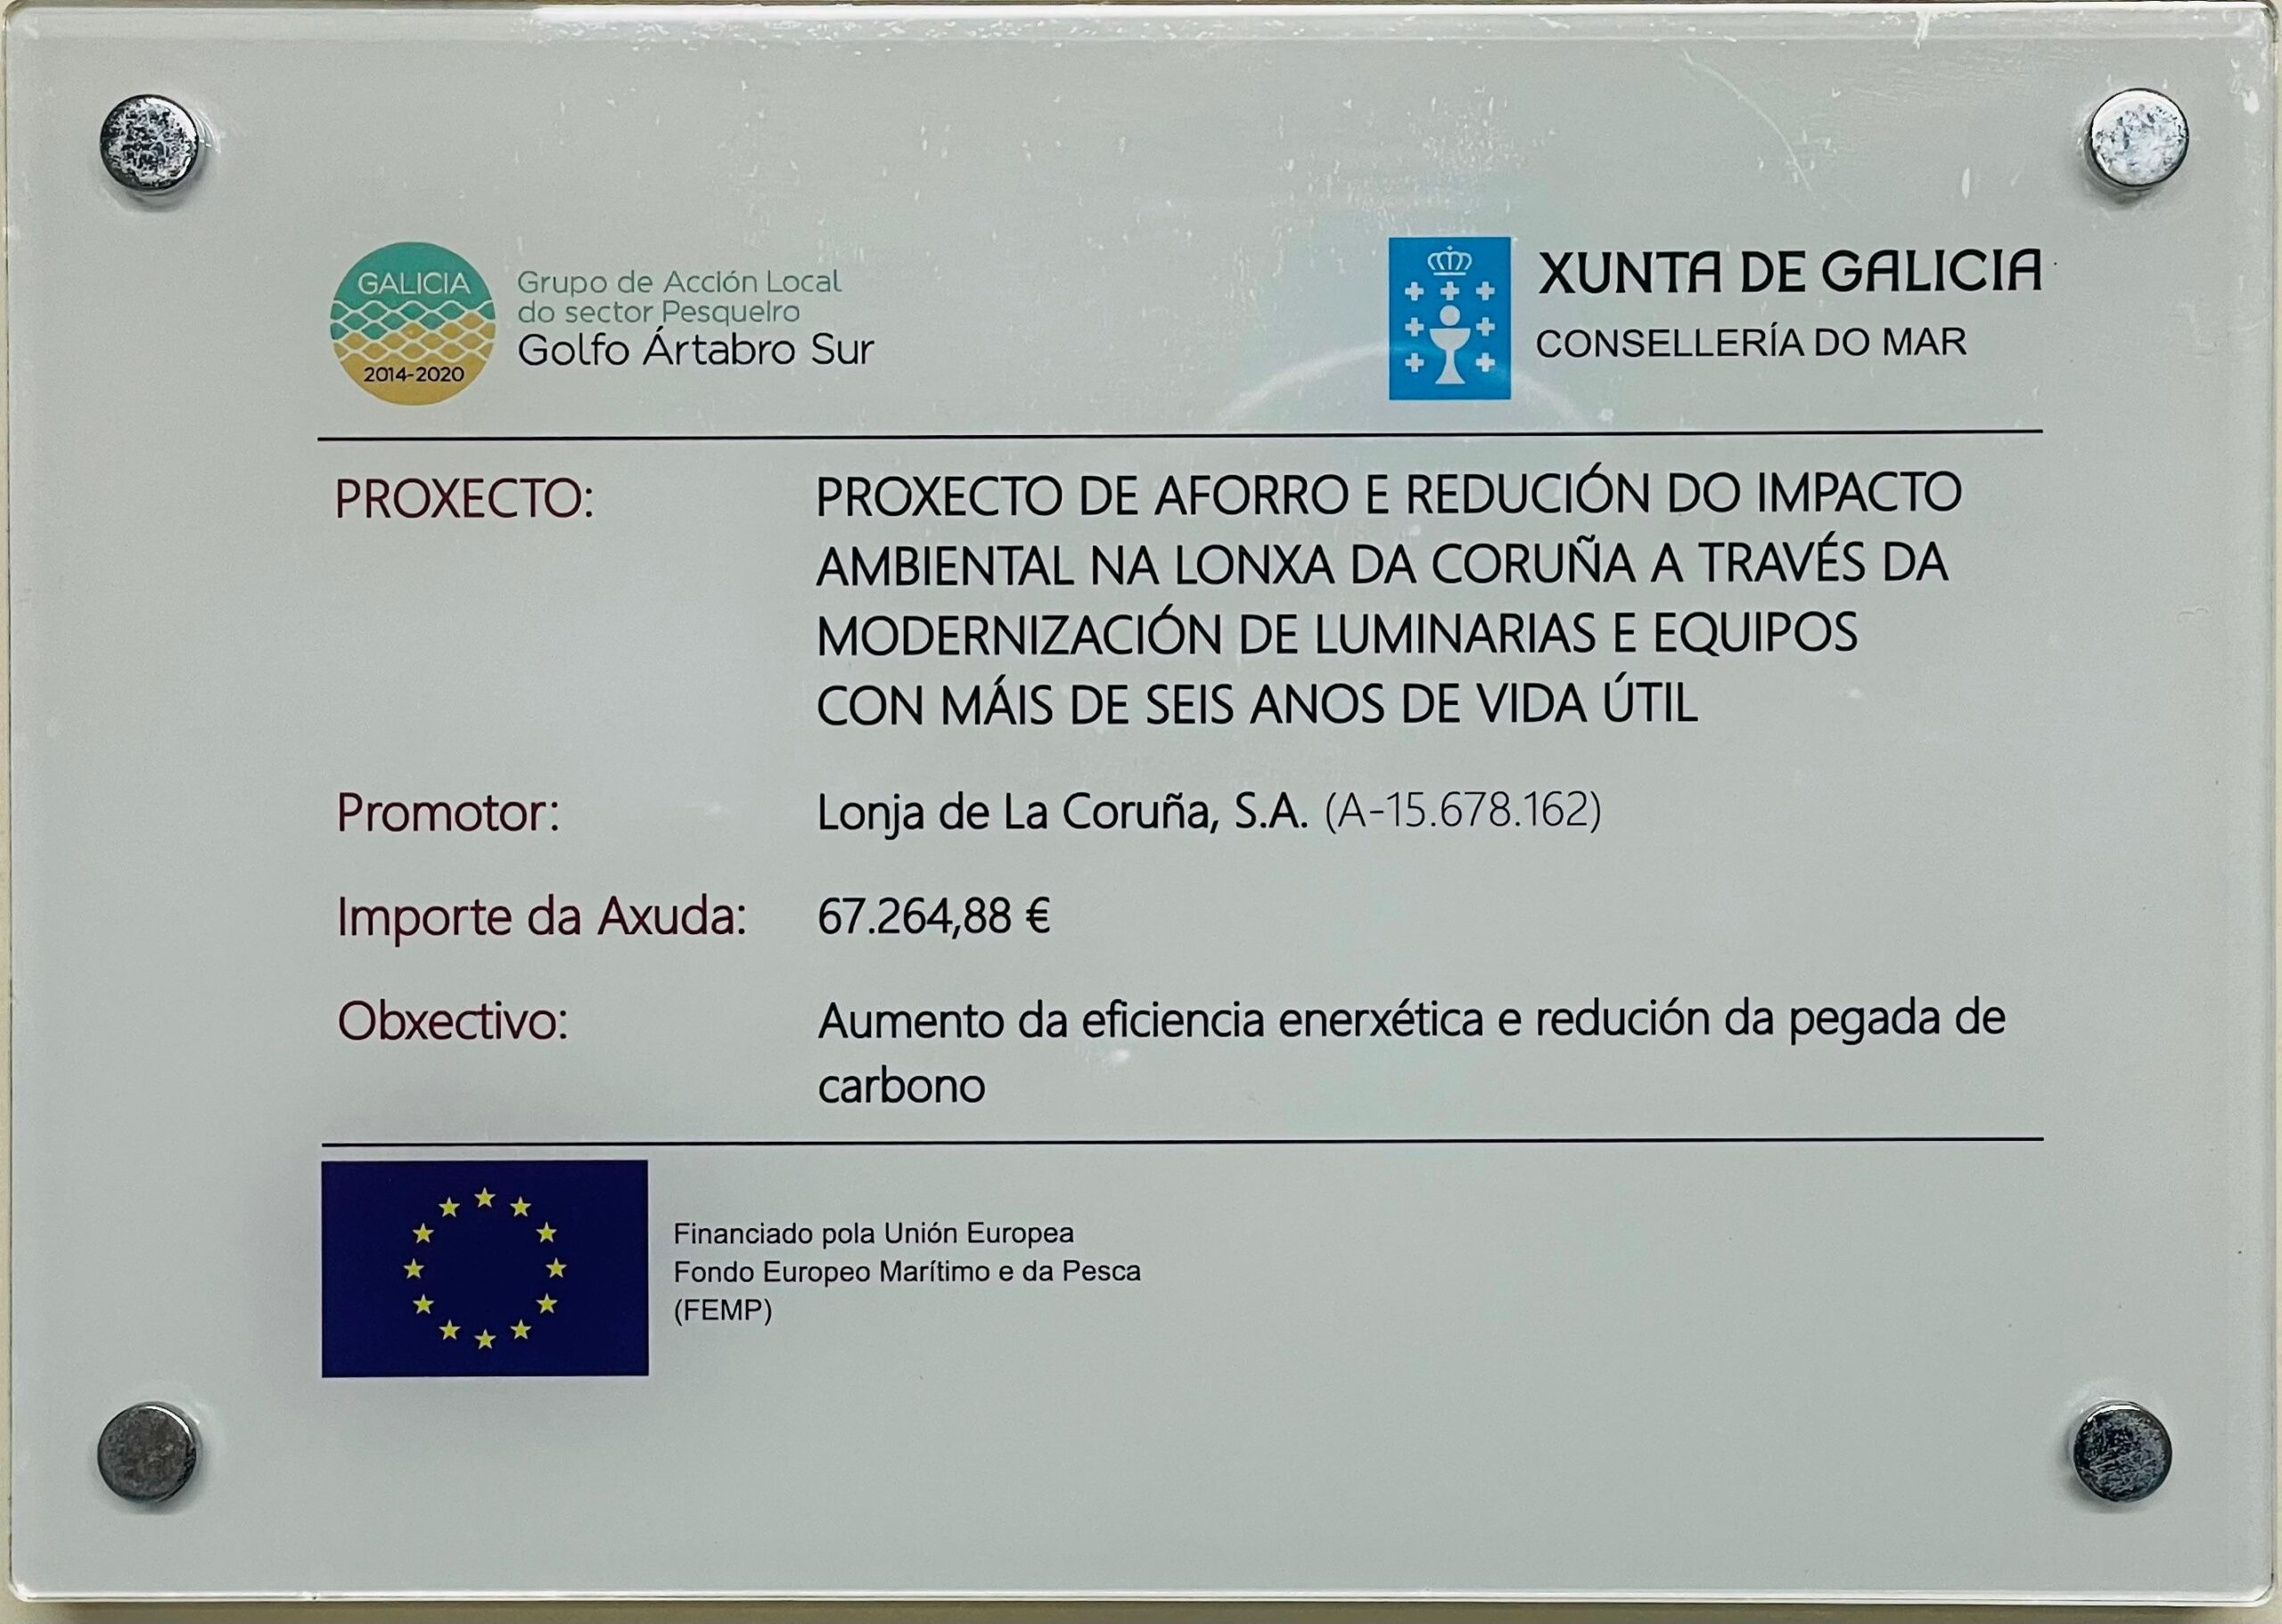 GALICIA
2014-2020
Grupo de Acción Local
do sector Pesqueiro
Golfo Ártabro Sur
XUNTA DE GALICIA
CONSELLERÍA DO MAR
PROXECTO: PROXECTO DE AFORRO E REDUCIÓN DO IMPACTO
AMBIENTAL NA LONXA DA CORUÑA A TRAVÉS DA
MODERNIZACIÓN DE LUMINARIAS E EQUIPOS
CON MÁIS DE SEIS ANOS DE VIDA ÚTIL
Promotor: Lonja de La Coruña, S.A. (A-15.678.162)
Importe da Axuda: 67.264,88 €
Obxectivo: Aumento da eficiencia enerxética e redución da pegada de
carbono
Financiado pola Unión Europea
Fondo Europeo Marítimo e da Pesca
(FEMP)